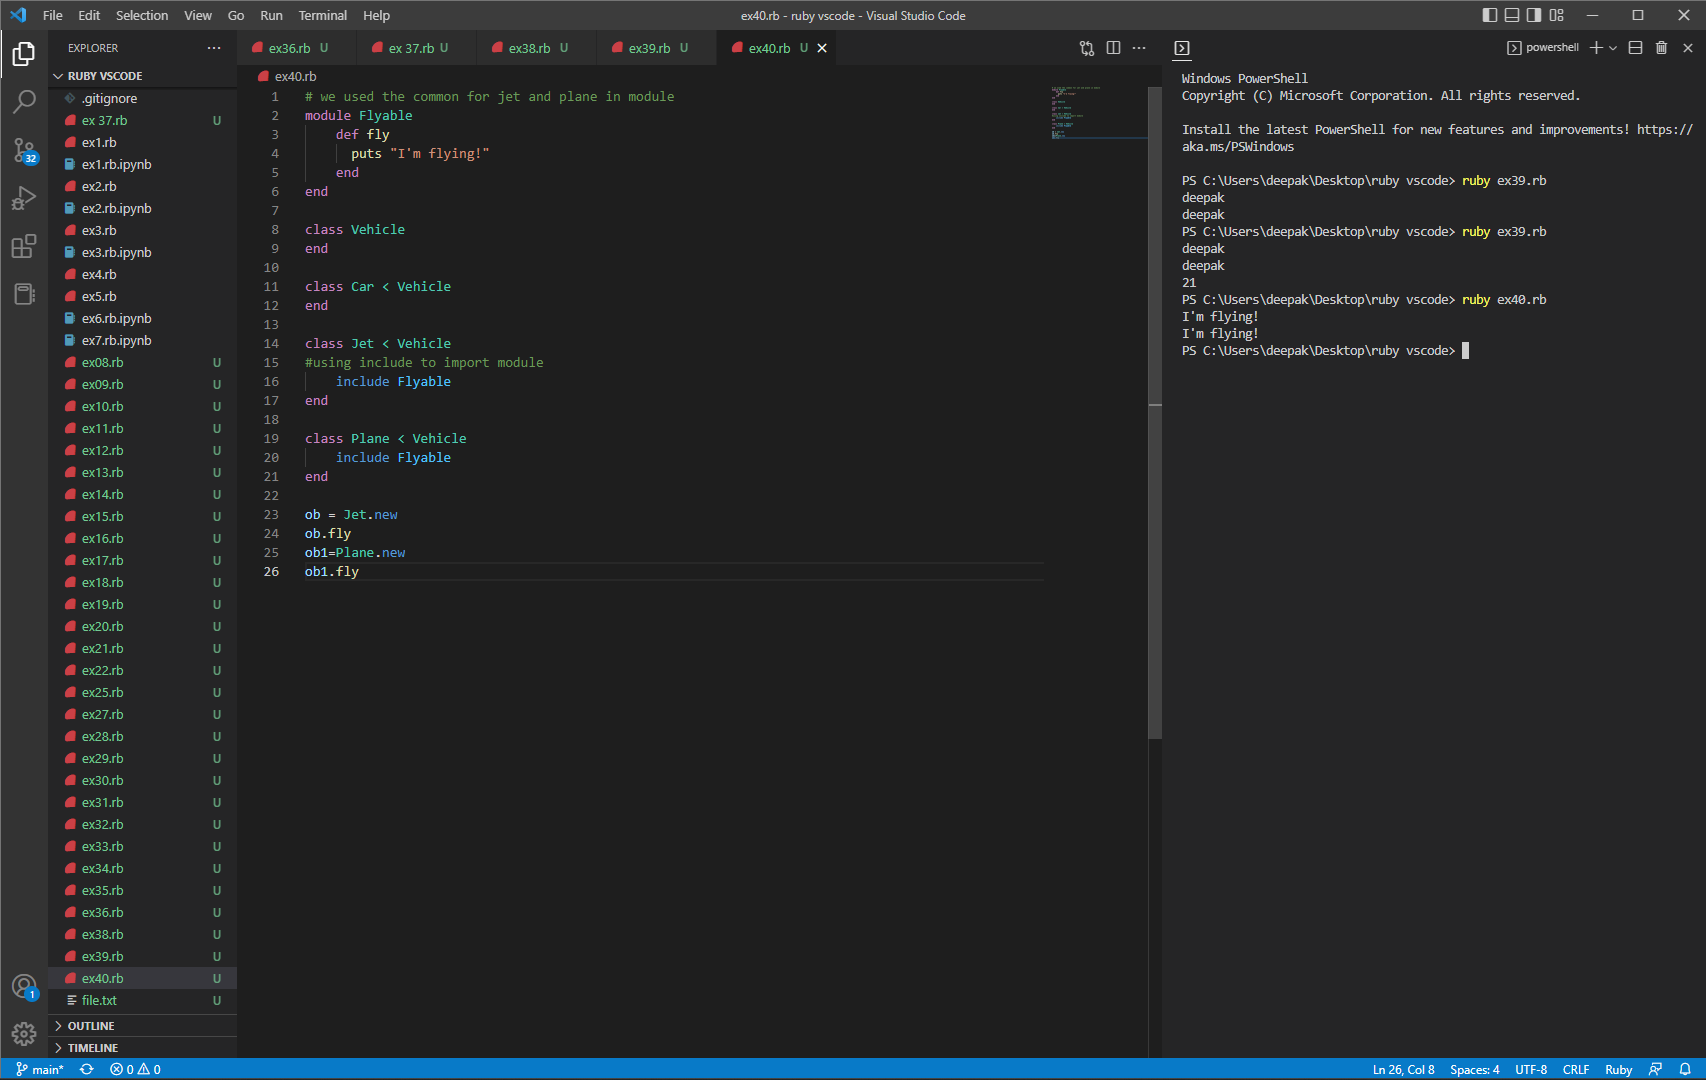 File Edit Selection View Go Run Terminal Help
ex40.rb - ruby vscode - Visual Studio Code
EXPLORER
RUBY VSCODE
.gitignore
ex 37.rb U
ex1.rb
ex1.rb.ipynb
ex2.rb
ex2.rb.ipynb
ex3.rb
ex3.rb.ipynb
ex4.rb
ex5.rb
ex6.rb.ipynb
ex7.rb.ipynb
ex08.rb U
ex09.rb U
ex10.rb U
ex11.rb U
ex12.rb U
ex13.rb U
ex14.rb U
ex15.rb U
ex16.rb U
ex17.rb U
ex18.rb U
ex19.rb U
ex20.rb U
ex21.rb U
ex22.rb U
ex25.rb U
ex27.rb U
ex28.rb U
ex29.rb U
ex30.rb U
ex31.rb U
ex32.rb U
ex33.rb U
ex34.rb U
ex35.rb U
ex36.rb U
ex38.rb U
ex39.rb U
ex40.rb U
file.txt U
OUTLINE
TIMELINE
32
1
ex36.rb U ex 37.rb U ex38.rb U ex39.rb U ex40.rb U
ex40.rb
1 # we used the common for jet and plane in module
2 module Flyable
3 def fly
4 puts "I'm flying!"
5 end
6 end
7
8 class Vehicle
9 end
10
11 class Car < Vehicle
12 end
13
14 class Jet < Vehicle
15 #using include to import module
16 include Flyable
17 end
18
19 class Plane < Vehicle
20 include Flyable
21 end
22
23 ob = Jet.new
24 ob.fly
25 ob1=Plane.new
26 ob1.fly
powershell
Windows PowerShell
Copyright (C) Microsoft Corporation. All rights reserved.
Install the latest PowerShell for new features and improvements! https://
aka.ms/PSWindows
PS C:\Users\deepak\Desktop\ruby vscode> ruby ex39.rb
deepak
deepak
PS C:\Users\deepak\Desktop\ruby vscode> ruby ex39.rb
deepak
deepak
21
PS C:\Users\deepak\Desktop\ruby vscode> ruby ex40.rb
I'm flying!
I'm flying!
PS C:\Users\deepak\Desktop\ruby vscode>
main* 0 0
Ln 26, Col 8 Spaces: 4 UTF-8 CRLF Ruby